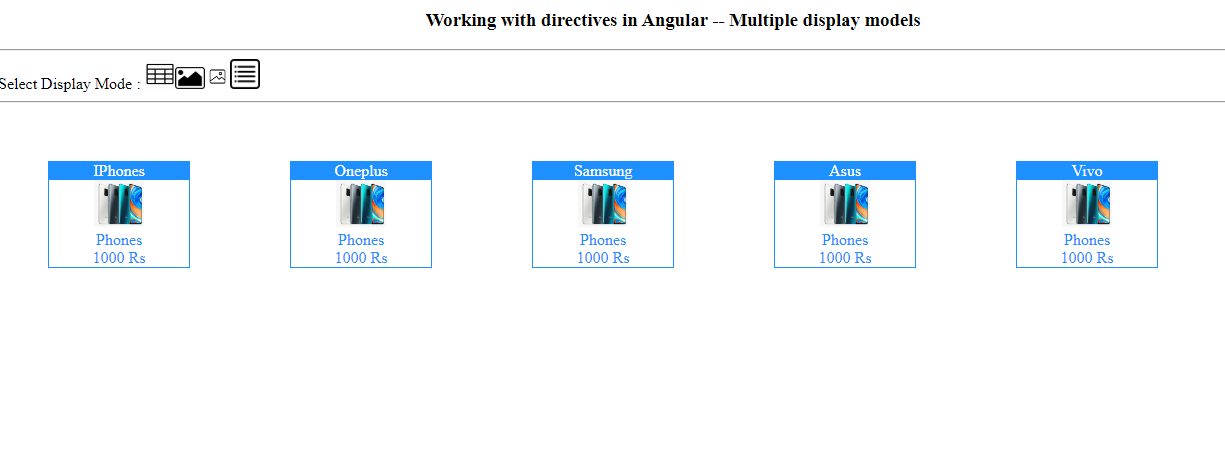 Working with directives in Angular -- Multiple display models
Select Display Mode :
IPhones Oneplus Samsung Asus Vivo
Phones Phones Phones Phones Phones
1000 Rs 1000 Rs 1000 Rs 1000 Rs 1000 Rs